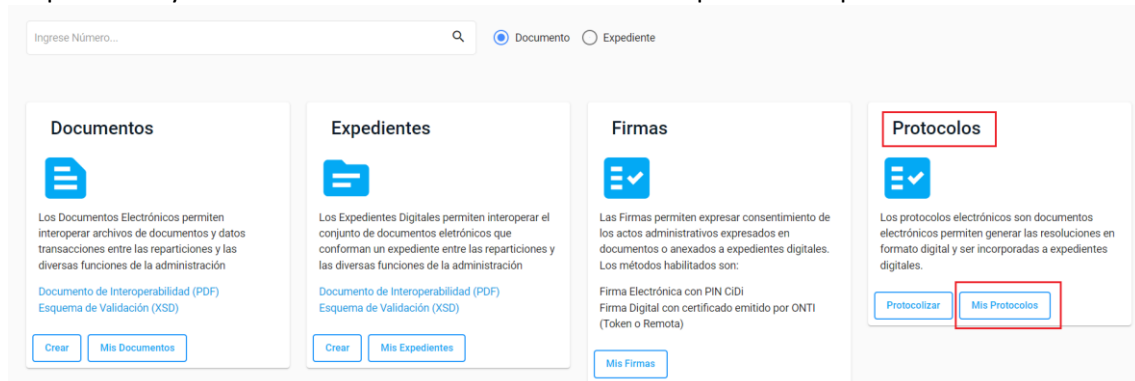 Ingrese Número...
Documento
Expediente
Documentos
Los Documentos Electrónicos permiten
interoperar archivos de documentos y datos
transacciones entre las reparticiones y las
diversas funciones de la administración
Documento de Interoperabilidad (PDF)
Esquema de Validación (XSD)
Crear
Mis Documentos
Expedientes
Los Expedientes Digitales permiten interoperar el
conjunto de documentos eletrónicos que
conforman un expediente entre las reparticiones y
las diversas funciones de la administración
Documento de Interoperabilidad (PDF)
Esquema de Validación (XSD)
Crear
Mis Expedientes
Firmas
Las Firmas permiten expresar consentimiento de
los actos administrativos expresados en
documentos o anexados a expedientes digitales.
Los métodos habilitados son:
Firma Electrónica con PIN CiDi
Firma Digital con certificado emitido por ONTI
(Token o Remota)
Mis Firmas
Protocolos
Los protocolos electrónicos son documentos
electrónicos permiten generar las resoluciones en
formato digital y ser incorporadas a expedientes
digitales.
Protocolizar
Mis Protocolos